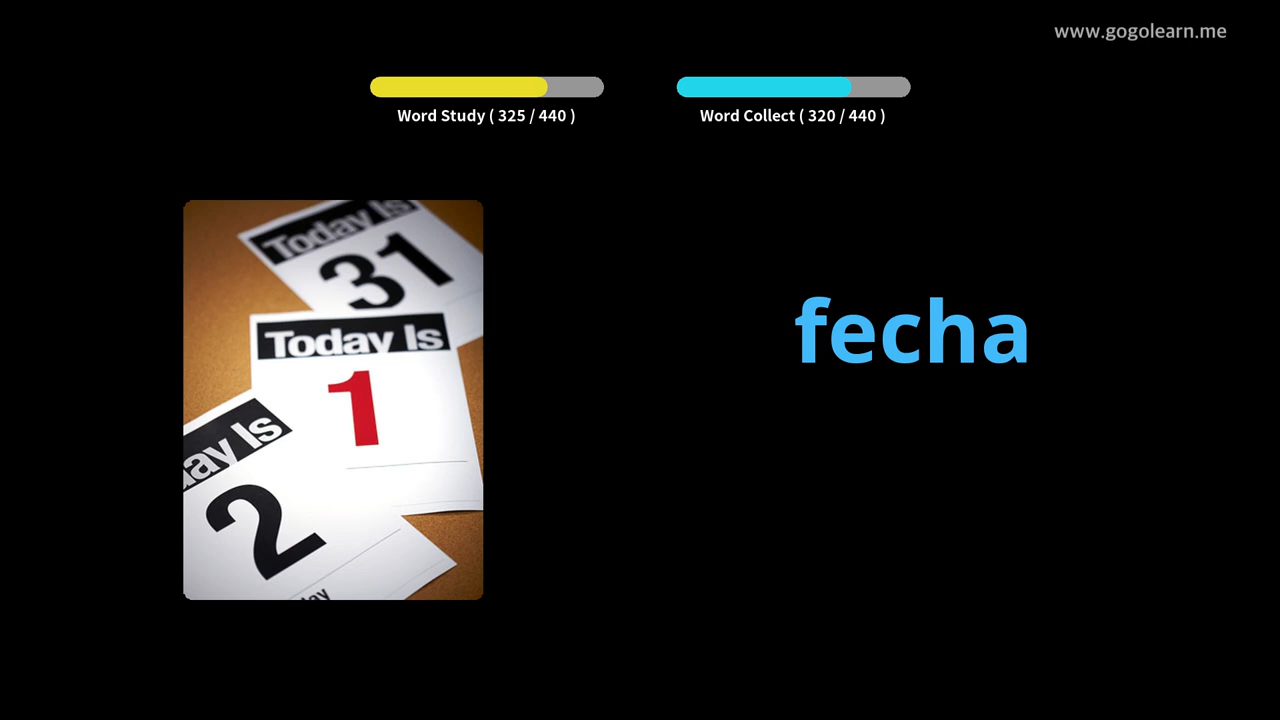 www.gogolearn.me
Word Study ( 325 / 440 )
Word Collect ( 320 / 440 )
Today Is
31
Today Is
1
ay Is
2
fecha